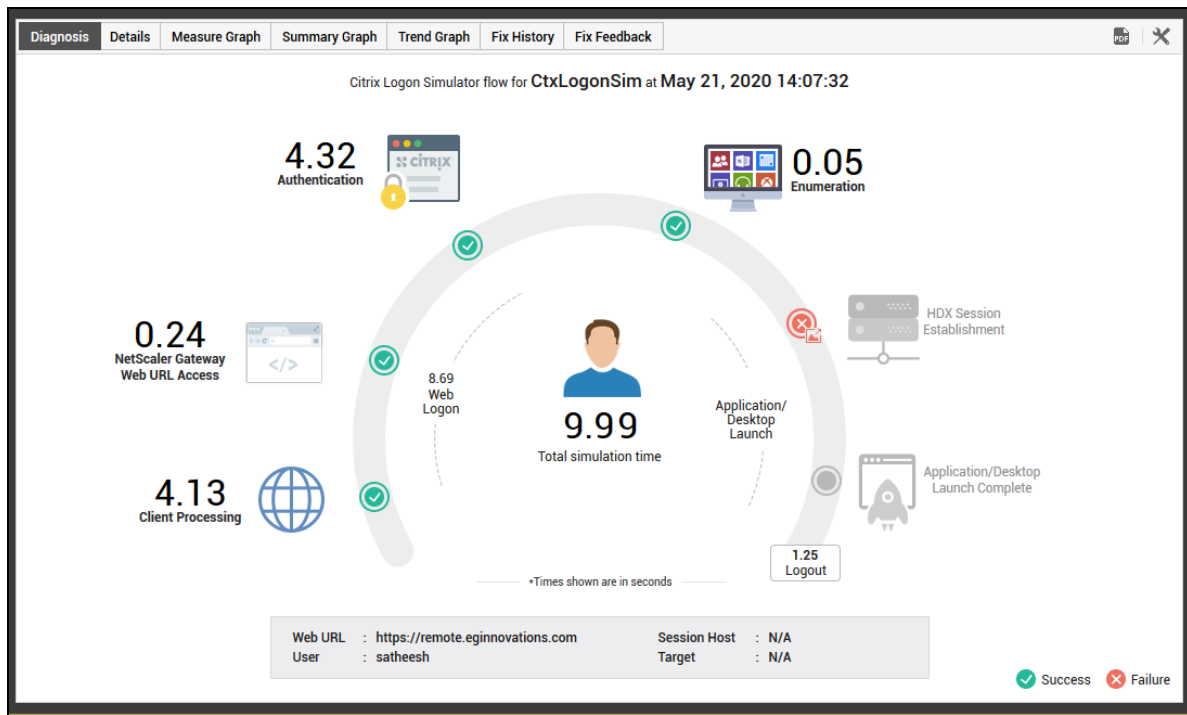 Diagnosis Details Measure Graph Summary Graph Trend Graph Fix History Fix Feedback PDF
Citrix Logon Simulator flow for CtxLogonSim at May 21, 2020 14:07:32
4.32
Authentication
CITRIX
0.05
Enumeration
0.24
NetScaler Gateway
Web URL Access
</>
HDX Session
Establishment
8.69
Web
Logon
9.99
Total simulation time
Application/
Desktop
Launch
4.13
Client Processing
Application/Desktop
Launch Complete
1.25
Logout
*Times shown are in seconds
Web URL : https://remote.eginnovations.com
User : satheesh
Session Host : N/A
Target : N/A
Success Failure